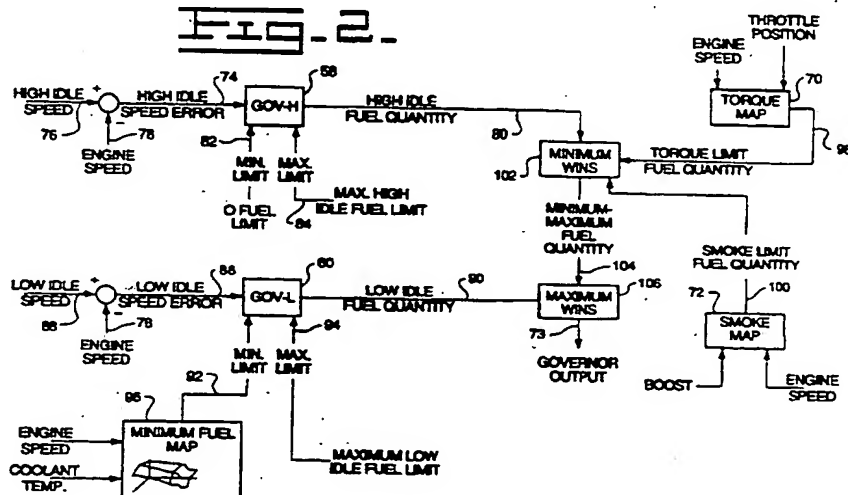 Fig-2-
THROTTLE
POSITION
ENGINE
SPEED
74
58
70
HIGH IDLE
SPEED
+
HIGH IDLE
SPEED ERROR
GOV-H
HIGH IDLE
FUEL QUANTITY
TORQUE
MAP
76
-
78
82
80
98
ENGINE
SPEED
MIN.
LIMIT
MAX.
LIMIT
102
MINIMUM
WINS
TORQUE LIMIT
FUEL QUANTITY
0 FUEL
LIMIT
84
MAX. HIGH
IDLE FUEL LIMIT
MINIMUM-
MAXIMUM
FUEL
QUANTITY
SMOKE LIMIT
FUEL QUANTITY
88
60
104
LOW IDLE
SPEED
+
LOW IDLE
SPEED ERROR
GOV-L
LOW IDLE
FUEL QUANTITY
90
MAXIMUM
WINS
106
72
100
SMOKE
MAP
-
78
94
73
ENGINE
SPEED
MIN.
LIMIT
MAX.
LIMIT
GOVERNOR
OUTPUT
92
BOOST
ENGINE
SPEED
MINIMUM FUEL
MAP
ENGINE
SPEED
COOLANT
TEMP.
MAXIMUM LOW
IDLE FUEL LIMIT